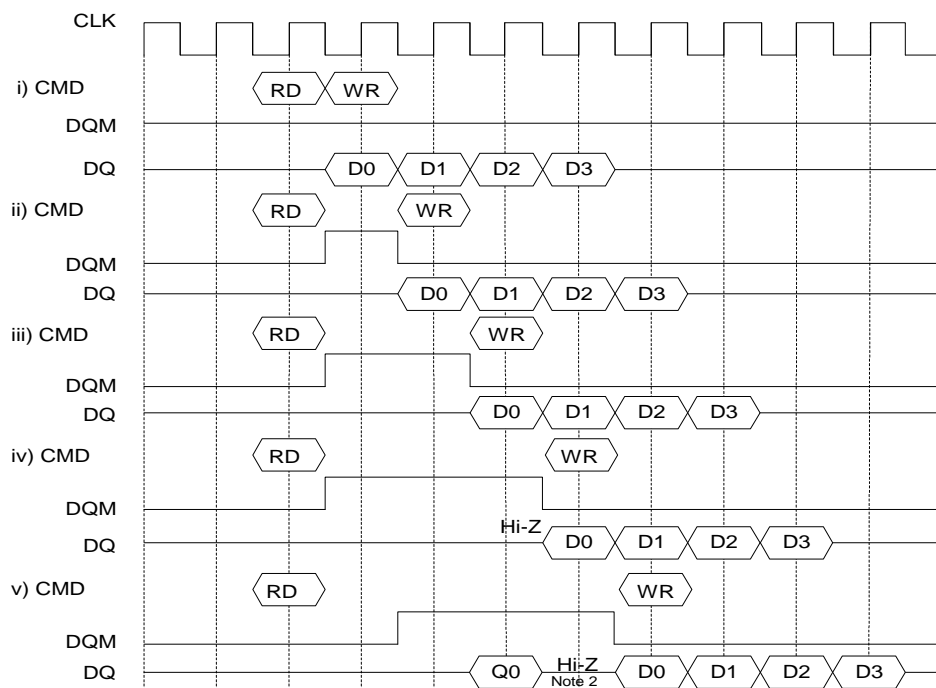 CLK
i) CMD RD WR
DQM
DQ D0 D1 D2 D3
ii) CMD RD WR
DQM
DQ D0 D1 D2 D3
iii) CMD RD WR
DQM
DQ D0 D1 D2 D3
iv) CMD RD WR
DQM
Hi-Z
DQ D0 D1 D2 D3
v) CMD RD WR
DQM
DQ Q0 Hi-Z D0 D1 D2 D3
Note 2